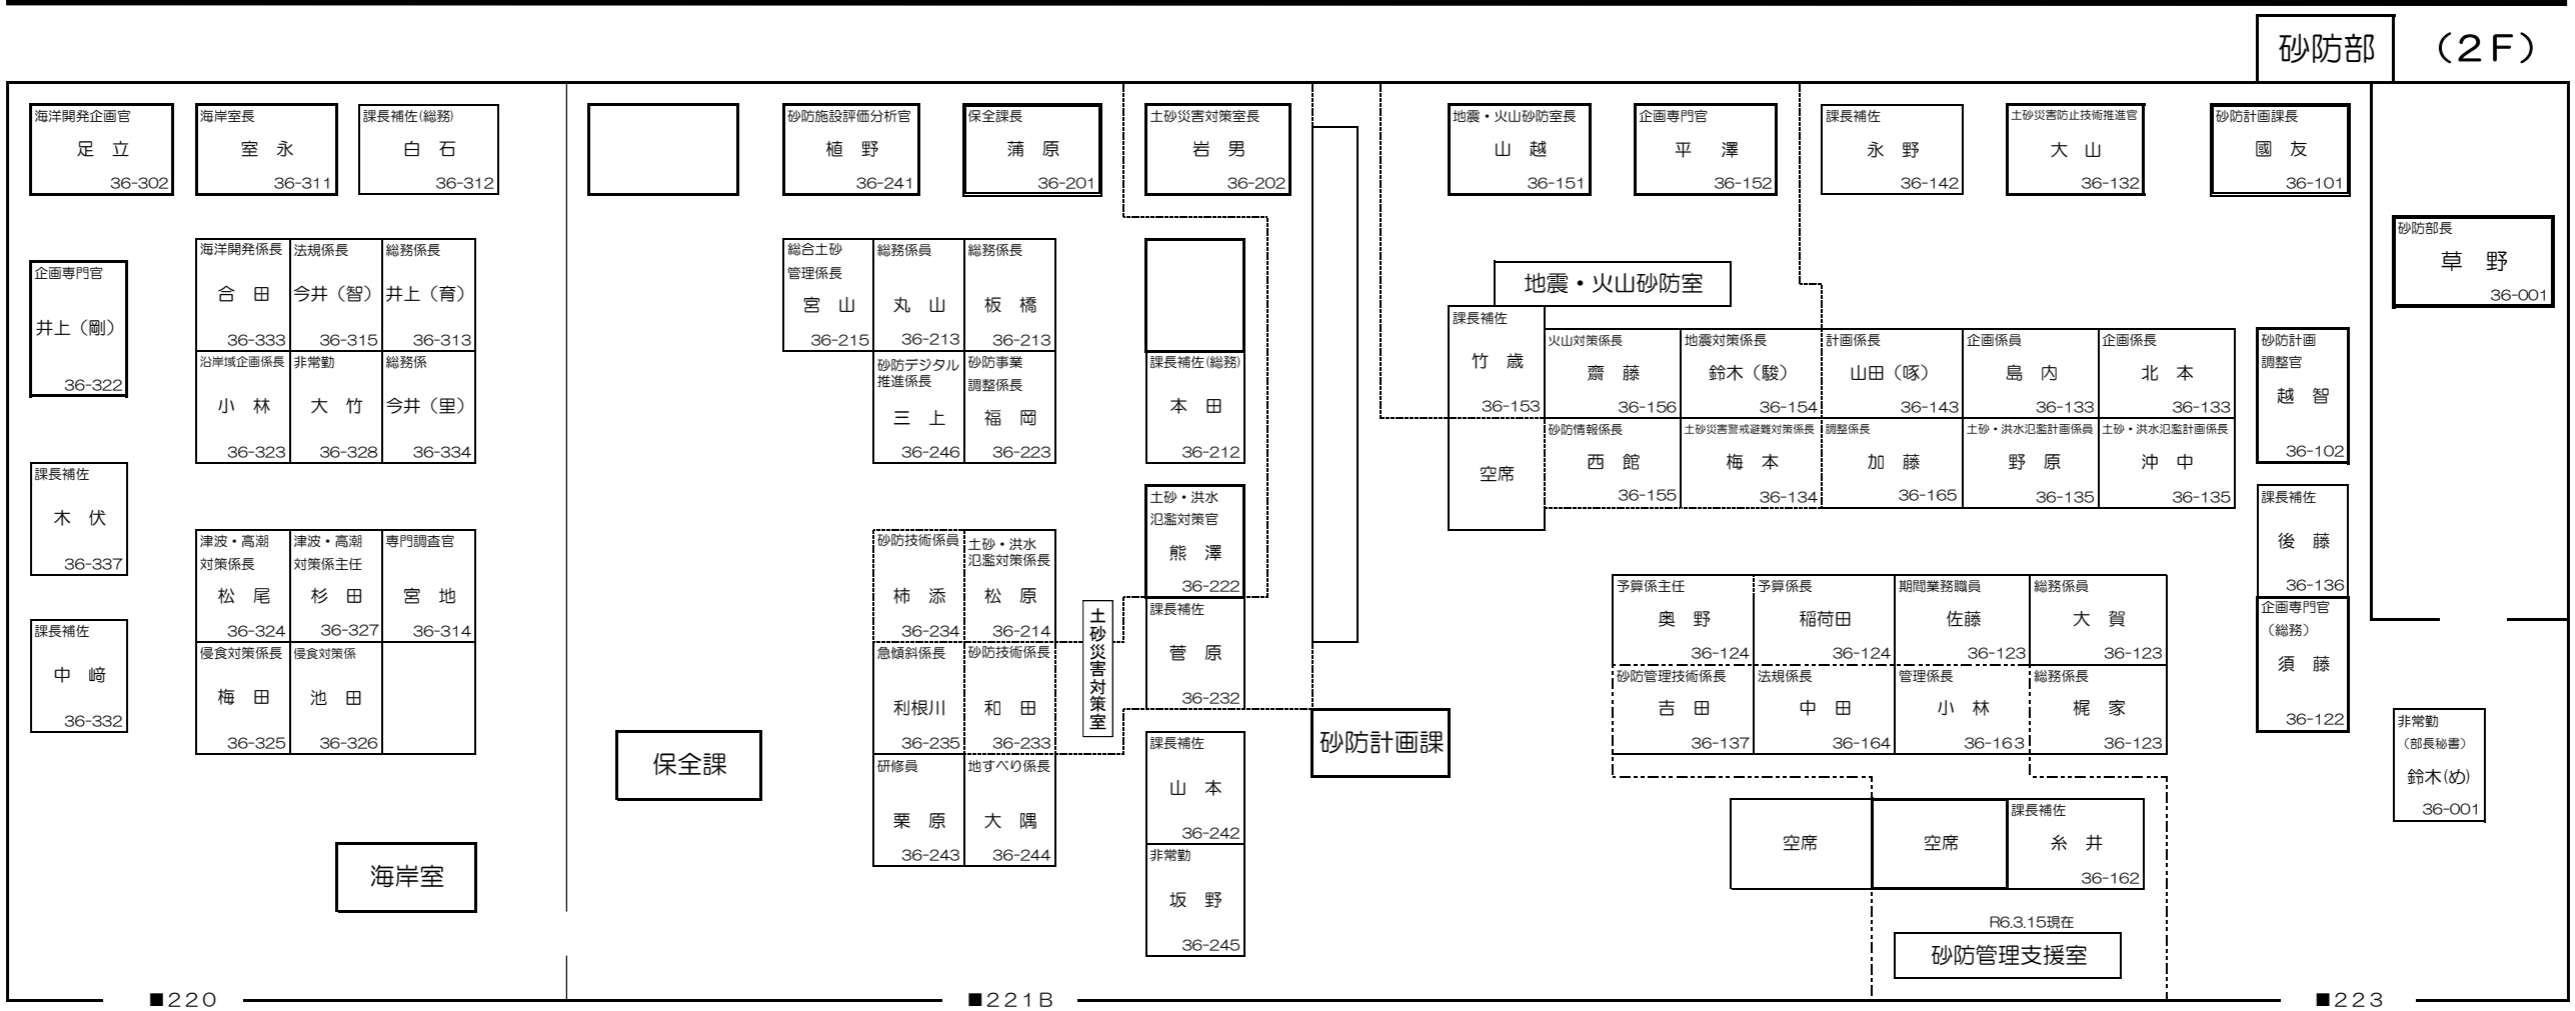 砂防部
（2F）
海洋開発企画官
足 立
36-302
海岸室長
室 永
36-311
課長補佐(総務)
白 石
36-312
砂防施設評価分析官
植 野
36-241
保全課長
蒲 原
36-201
土砂災害対策室長
岩 男
36-202
地震・火山砂防室長
山 越
36-151
企画専門官
平 澤
36-152
課長補佐
永 野
36-142
土砂災害防止技術推進官
大 山
36-132
砂防計画課長
國 友
36-101
砂防部長
草 野
36-001
企画専門官
井上（剛）
36-322
海洋開発係長
合 田
36-333
法規係長
今井（智）
36-315
総務係長
井上（育）
36-313
沿岸域企画係長
小 林
36-323
非常勤
大 竹
36-328
総務係
今井（里）
36-334
課長補佐
木 伏
36-337
課長補佐
中 﨑
36-332
津波・高潮
対策係長
松 尾
36-324
津波・高潮
対策係主任
杉 田
36-327
専門調査官
宮 地
36-314
侵食対策係長
梅 田
36-325
侵食対策係
池 田
36-326
海岸室
総合土砂
管理係長
宮 山
36-215
総務係員
丸 山
36-213
総務係長
板 橋
36-213
砂防デジタル
推進係長
三 上
36-246
砂防事業
調整係長
福 岡
36-223
課長補佐(総務)
本 田
36-212
土砂・洪水
氾濫対策官
熊 澤
36-222
課長補佐
菅 原
36-232
砂防技術係員
柿 添
36-234
土砂・洪水
氾濫対策係長
松 原
36-214
急傾斜係長
利根川
36-235
砂防技術係長
和 田
36-233
研修員
栗 原
36-243
地すべり係長
大 隅
36-244
土砂災害対策室
課長補佐
山 本
36-242
非常勤
坂 野
36-245
保全課
砂防計画課
地震・火山砂防室
課長補佐
竹 歳
36-153
空席
火山対策係長
齋 藤
36-156
地震対策係長
鈴木（駿）
36-154
計画係長
山田（啄）
36-143
企画係員
島 内
36-133
企画係長
北 本
36-133
砂防情報係長
西 館
36-155
土砂災害警戒避難対策係長
梅 本
36-134
調整係長
加 藤
36-165
土砂・洪水氾濫計画係員
野 原
36-135
土砂・洪水氾濫計画係長
沖 中
36-135
砂防計画
調整官
越 智
36-102
課長補佐
後 藤
36-136
企画専門官
（総務）
須 藤
36-122
予算係主任
奥 野
36-124
予算係長
稲荷田
36-124
期間業務職員
佐藤
36-123
総務係員
大 賀
36-123
砂防管理技術係長
吉 田
36-137
法規係長
中 田
36-164
管理係長
小 林
36-163
総務係長
梶 家
36-123
空席
空席
課長補佐
糸 井
36-162
非常勤
（部長秘書）
鈴木(め)
36-001
R6.3.15現在
砂防管理支援室
■220
■221B
■223